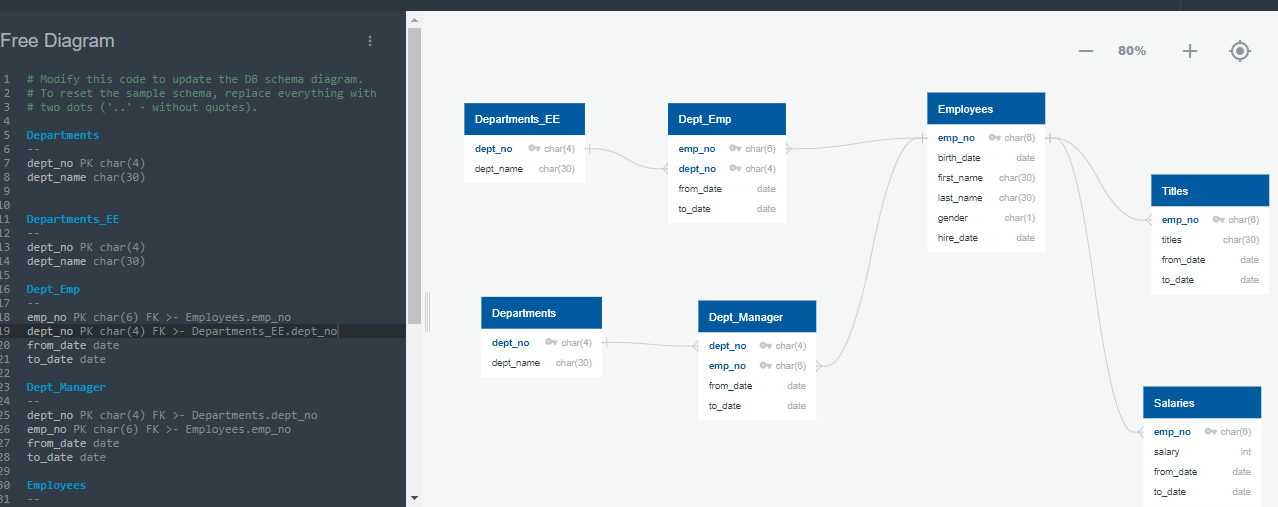 Free Diagram
1 # Modify this code to update the DB schema diagram.
2 # To reset the sample schema, replace everything with
3 # two dots ('..' - without quotes).
4
5 Departments
6 --
7 dept_no PK char(4)
8 dept_name char(30)
9
10
11 Departments_EE
12 --
13 dept_no PK char(4)
14 dept_name char(30)
15
16 Dept_Emp
17 --
18 emp_no PK char(6) FK >- Employees.emp_no
19 dept_no PK char(4) FK >- Departments_EE.dept_no
20 from_date date
21 to_date date
22
23 Dept_Manager
24 --
25 dept_no PK char(4) FK >- Departments.dept_no
26 emp_no PK char(6) FK >- Employees.emp_no
27 from_date date
28 to_date date
29
30 Employees
31 --
80%
Departments_EE
dept_no char(4)
dept_name char(30)
Dept_Emp
emp_no char(6)
dept_no char(4)
from_date date
to_date date
Employees
emp_no char(6)
birth_date date
first_name char(30)
last_name char(30)
gender char(1)
hire_date date
Titles
emp_no char(6)
titles char(30)
from_date date
to_date date
Departments
dept_no char(4)
dept_name char(30)
Dept_Manager
dept_no char(4)
emp_no char(6)
from_date date
to_date date
Salaries
emp_no char(6)
salary int
from_date date
to_date date